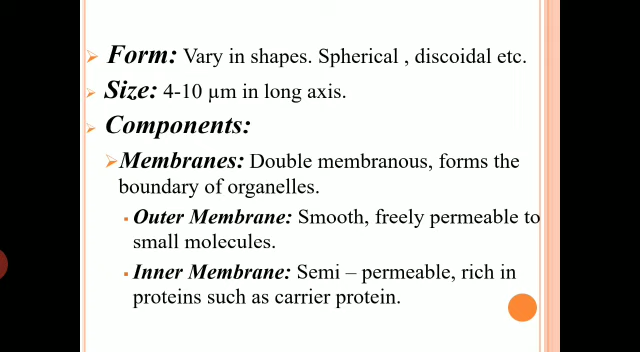 Form: Vary in shapes. Spherical , discoidal etc.
Size: 4-10 µm in long axis.
Components:
Membranes: Double membranous, forms the
boundary of organelles.
Outer Membrane: Smooth, freely permeable to
small molecules.
Inner Membrane: Semi – permeable, rich in
proteins such as carrier protein.